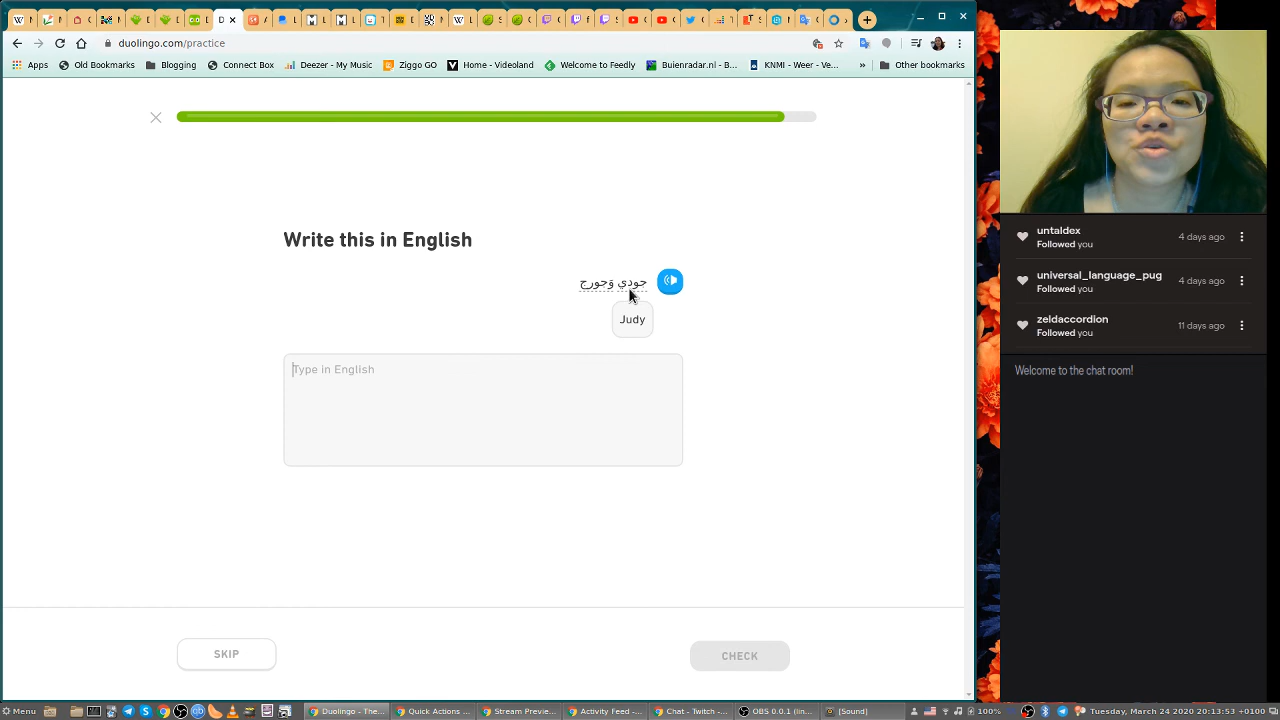 duolingo.com/practice
Apps
Old Bookmarks
Blogging
Connect Box
Deezer - My Music
Ziggo GO
Home - Videoland
Welcome to Feedly
Buienradar.nl - B...
KNMI - Weer - Ve...
»
Other bookmarks
Write this in English
جودي وَجورج
Judy
Type in English
SKIP
CHECK
untaldex
Followed you
4 days ago
universal_language_pug
Followed you
4 days ago
zeldaccordion
Followed you
11 days ago
Welcome to the chat room!
Menu
Duolingo - The...
Quick Actions ...
Stream Previe...
Activity Feed -...
Chat - Twitch -...
OBS 0.0.1 (lin...
[Sound]
100%
Tuesday, March 24 2020 20:13:53 +0100